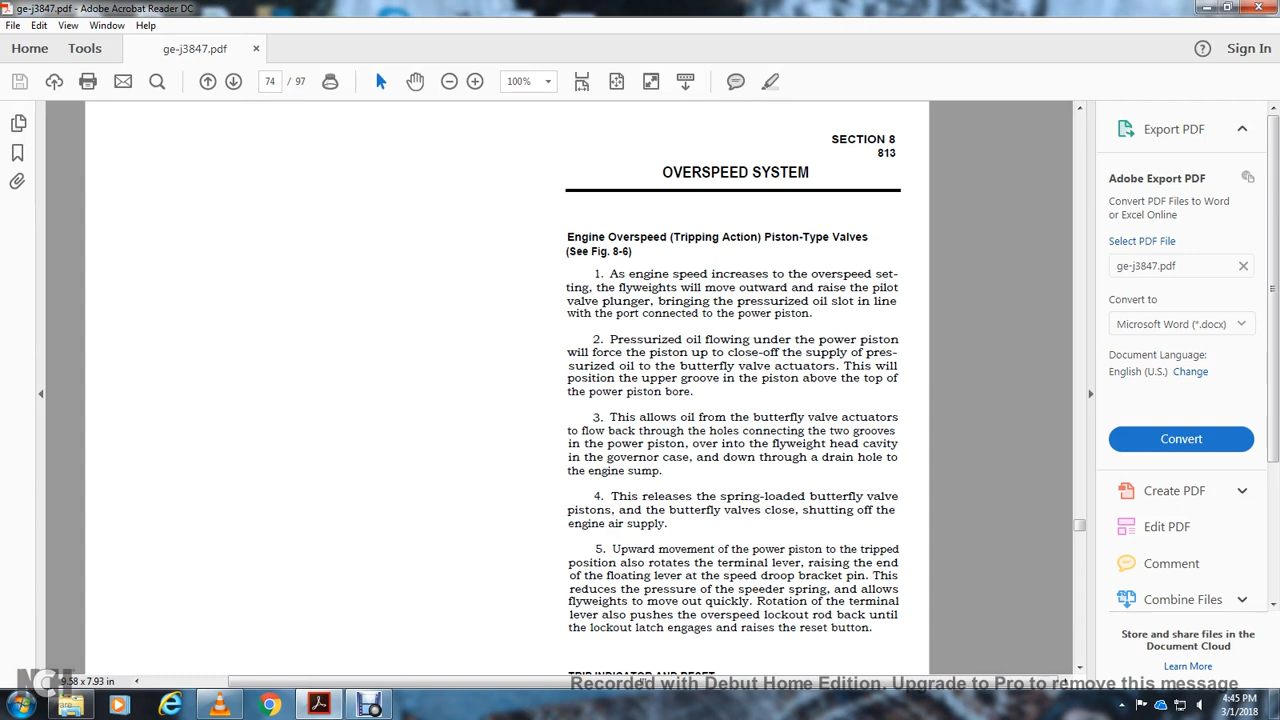 ge-j3847.pdf - Adobe Acrobat Reader DC
File Edit View Window Help
Home Tools ge-j3847.pdf × Sign In
74 / 97 100%
SECTION 8
813
OVERSPEED SYSTEM
Engine Overspeed (Tripping Action) Piston-Type Valves
(See Fig. 8-6)
1. As engine speed increases to the overspeed set-
ting, the flyweights will move outward and raise the pilot
valve plunger, bringing the pressurized oil slot in line
with the port connected to the power piston.
2. Pressurized oil flowing under the power piston
will force the piston up to close-off the supply of pres-
surized oil to the butterfly valve actuators. This will
position the upper groove in the piston above the top of
the power piston bore.
3. This allows oil from the butterfly valve actuators
to flow back through the holes connecting the two grooves
in the power piston, over into the flyweight head cavity
in the governor case, and down through a drain hole to
the engine sump.
4. This releases the spring-loaded butterfly valve
pistons, and the butterfly valves close, shutting off the
engine air supply.
5. Upward movement of the power piston to the tripped
position also rotates the terminal lever, raising the end
of the floating lever at the speed droop bracket pin. This
reduces the pressure of the speeder spring, and allows
flyweights to move out quickly. Rotation of the terminal
lever also pushes the overspeed lockout rod back until
the lockout latch engages and raises the reset button.
TRIP INDICATOR AND RESET
Export PDF
Adobe Export PDF
Convert PDF Files to Word
or Excel Online
Select PDF File
ge-j3847.pdf
Convert to
Microsoft Word (*.docx)
Document Language:
English (U.S.) Change
Convert
Create PDF
Edit PDF
Comment
Combine Files
Store and share files in the
Document Cloud
Learn More
9.58 x 7.93 in
Recorded with Debut Home Edition. Upgrade to Pro to remove this message
4:45 PM
3/1/2018